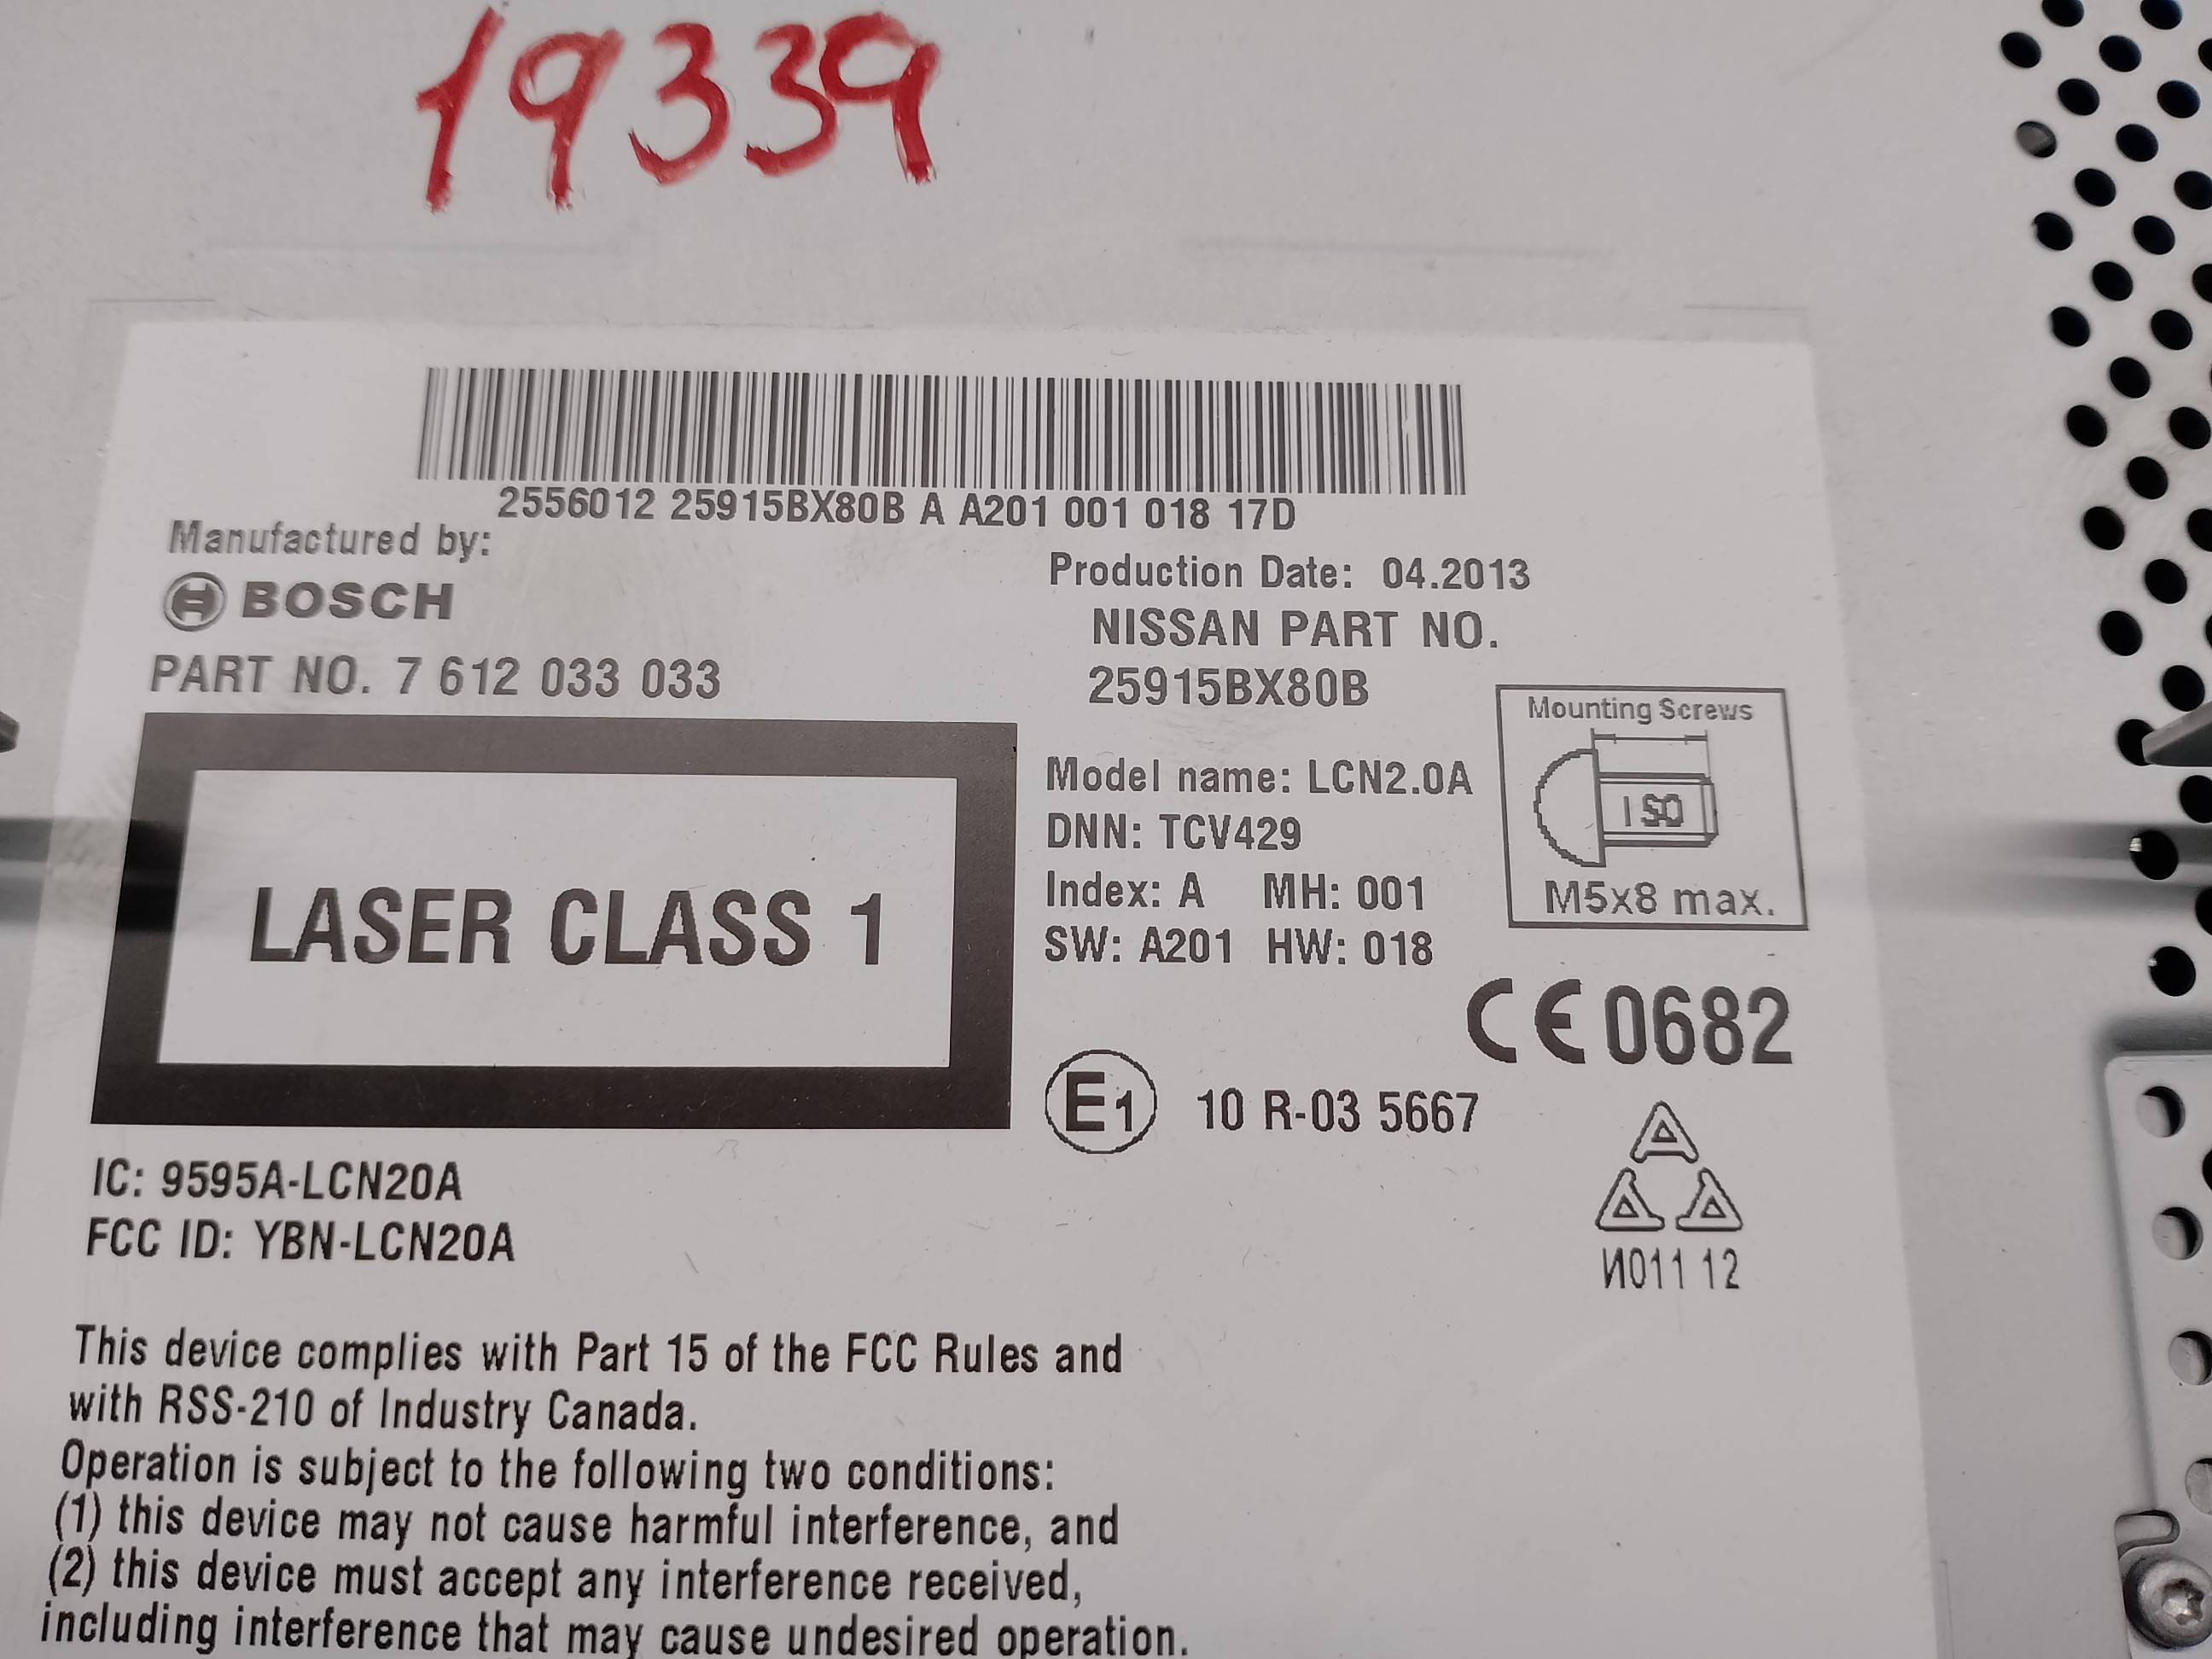 19339
2556012 25915BX80B A A201 001 018 17D
Manufactured by:
BOSCH
PART NO. 7 612 033 033
Production Date: 04.2013
NISSAN PART NO.
25915BX80B
LASER CLASS 1
Model name: LCN2.0A
DNN: TCV429
Index: A MH: 001
SW: A201 HW: 018
Mounting Screws
ISO
M5x8 max.
CE 0682
E1 10 R-03 5667
И011 12
IC: 9595A-LCN20A
FCC ID: YBN-LCN20A
This device complies with Part 15 of the FCC Rules and
with RSS-210 of Industry Canada.
Operation is subject to the following two conditions:
(1) this device may not cause harmful interference, and
(2) this device must accept any interference received,
including interference that may cause undesired operation.